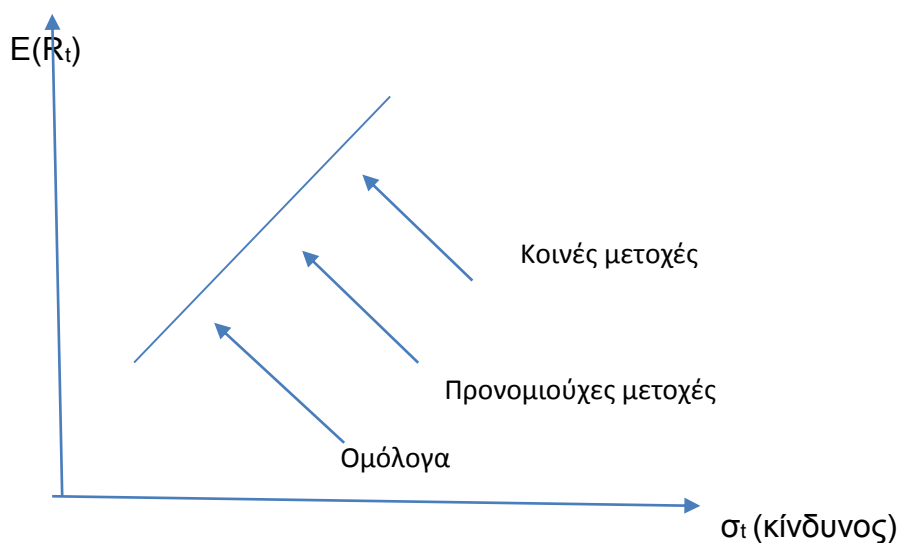 E(Rₜ)
Κοινές μετοχές
Προνομιούχες μετοχές
Ομόλογα
σₜ (κίνδυνος)